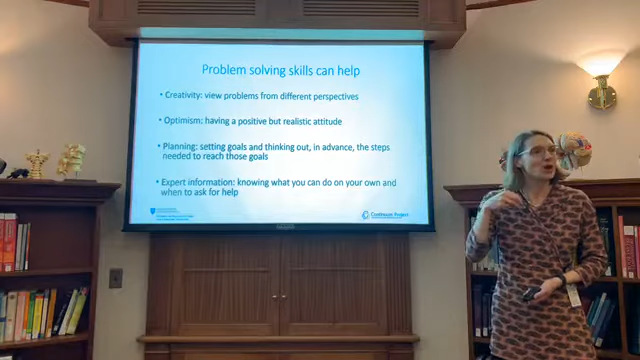 Problem solving skills can help
• Creativity: view problems from different perspectives
• Optimism: having a positive but realistic attitude
• Planning: setting goals and thinking out, in advance, the steps
needed to reach those goals
• Expert information: knowing what you can do on your own and
when to ask for help
Continuum Project